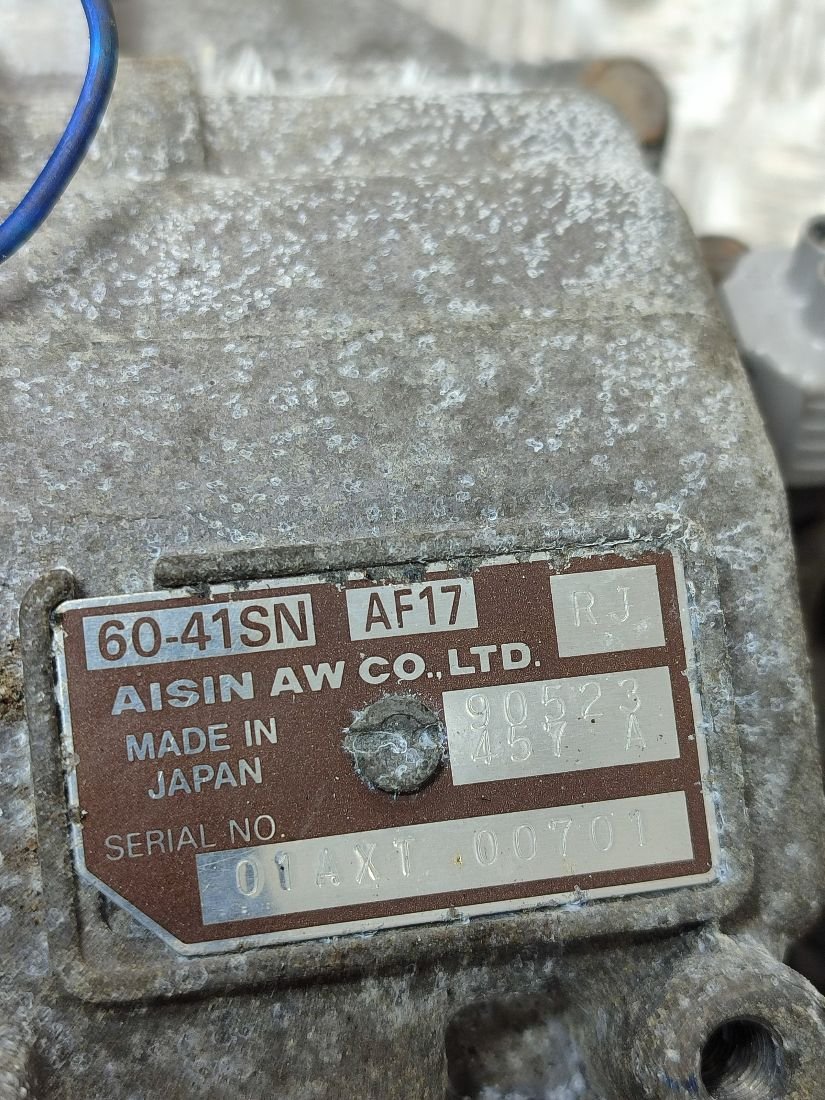 60-41SN AF17 RJ
AISIN AW CO., LTD.
MADE IN
JAPAN
90523
457 A
SERIAL NO.
01AXT 00701